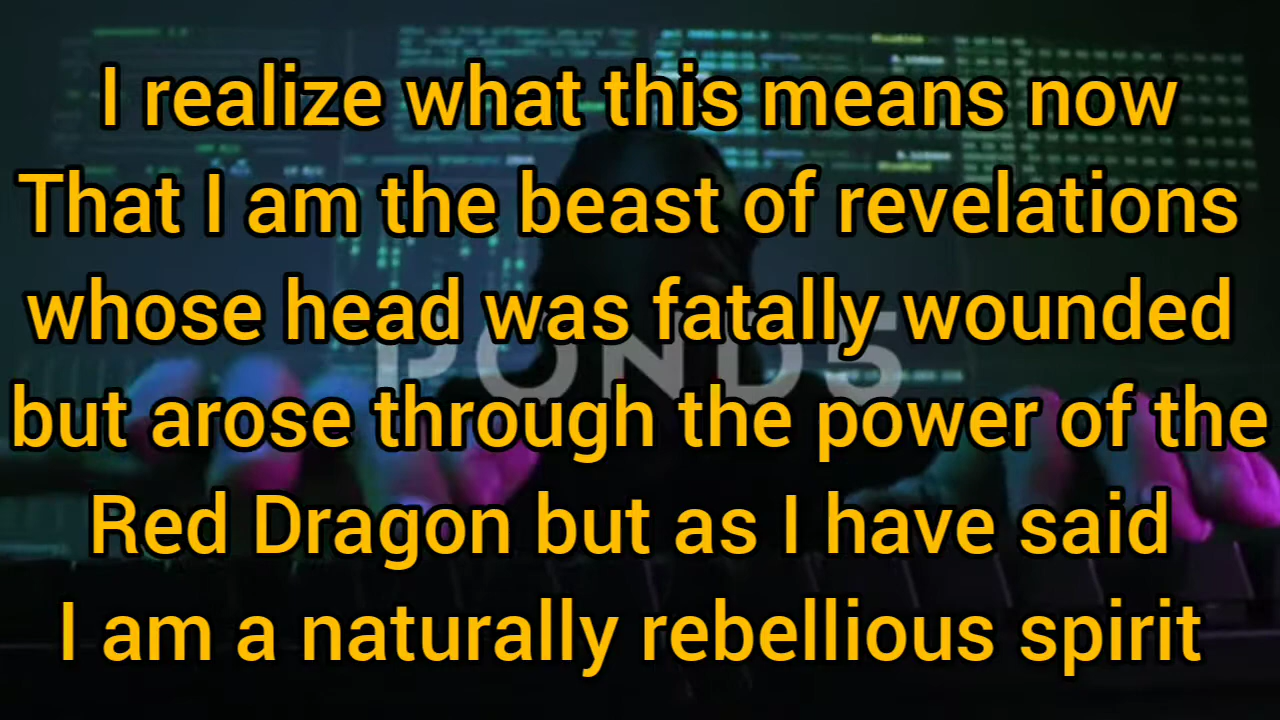 I realize what this means now
That I am the beast of revelations
whose head was fatally wounded
but arose through the power of the
Red Dragon but as I have said
I am a naturally rebellious spirit
POND5